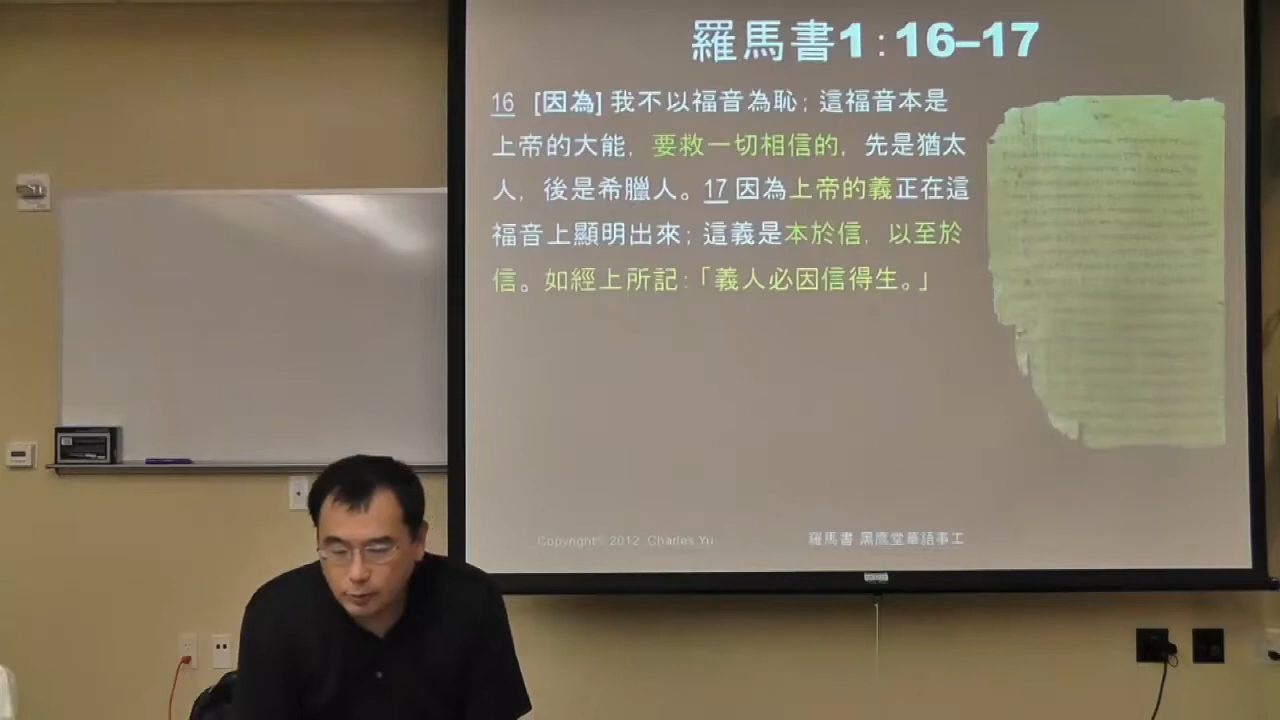 羅馬書1:16–17
16 [因為] 我不以福音為恥; 這福音本是
上帝的大能, 要救一切相信的, 先是猶太
人, 後是希臘人。17 因為上帝的義正在這
福音上顯明出來; 這義是本於信, 以至於
信。如經上所記:「義人必因信得生。」
Copyright© 2012, Charles Yu
羅馬書 黑鷹堂華語事工